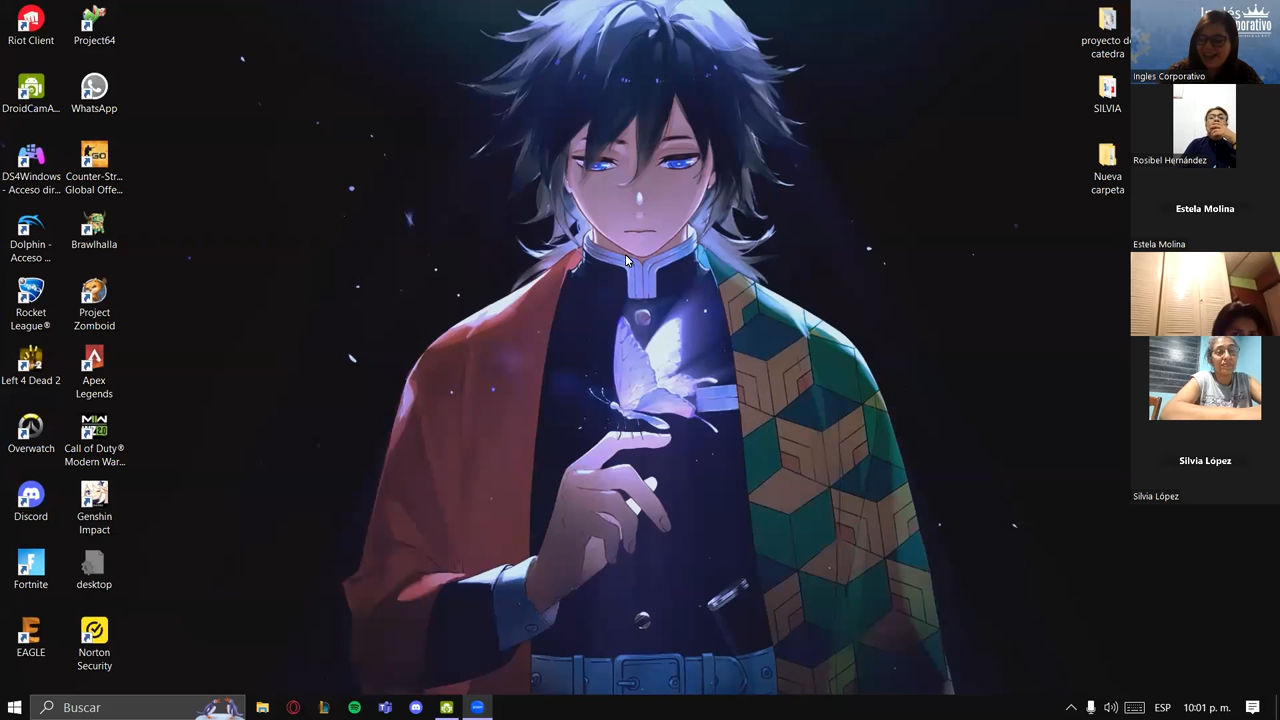 Riot Client
Project64
DroidCamA...
WhatsApp
DS4Windows
- Acceso dir...
Counter-Str...
Global Offe...
Dolphin -
Acceso ...
Brawlhalla
Rocket
League®
Project
Zomboid
Left 4 Dead 2
Apex
Legends
Overwatch
Call of Duty®
Modern War...
Discord
Genshin
Impact
Fortnite
desktop
EAGLE
Norton
Security
proyecto de
catedra
SILVIA
Nueva
carpeta
Ingles Corporativo
Rosibel Hernández
Estela Molina
Estela Molina
Silvia López
Silvia López
Buscar
ESP
10:01 p. m.